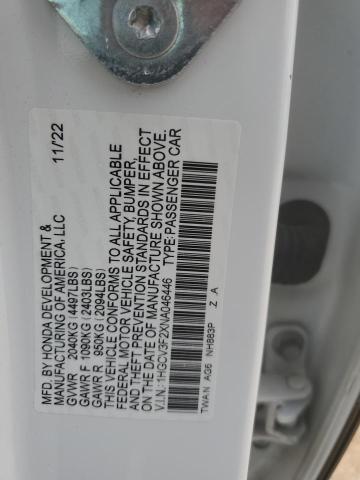 MFD. BY HONDA DEVELOPMENT & 11/22
MANUFACTURING OF AMERICA, LLC
GVWR 2040KG (4497LBS)
GAWR F 1090KG (2403LBS)
GAWR R 950KG (2094LBS)
THIS VEHICLE CONFORMS TO ALL APPLICABLE
FEDERAL MOTOR VEHICLE SAFETY, BUMPER,
AND THEFT PREVENTION STANDARDS IN EFFECT
ON THE DATE OF MANUFACTURE SHOWN ABOVE.
V.I.N.: 1HGCV3F2XNA046446 TYPE: PASSENGER CAR
TWA N AG6 NH883P Z A